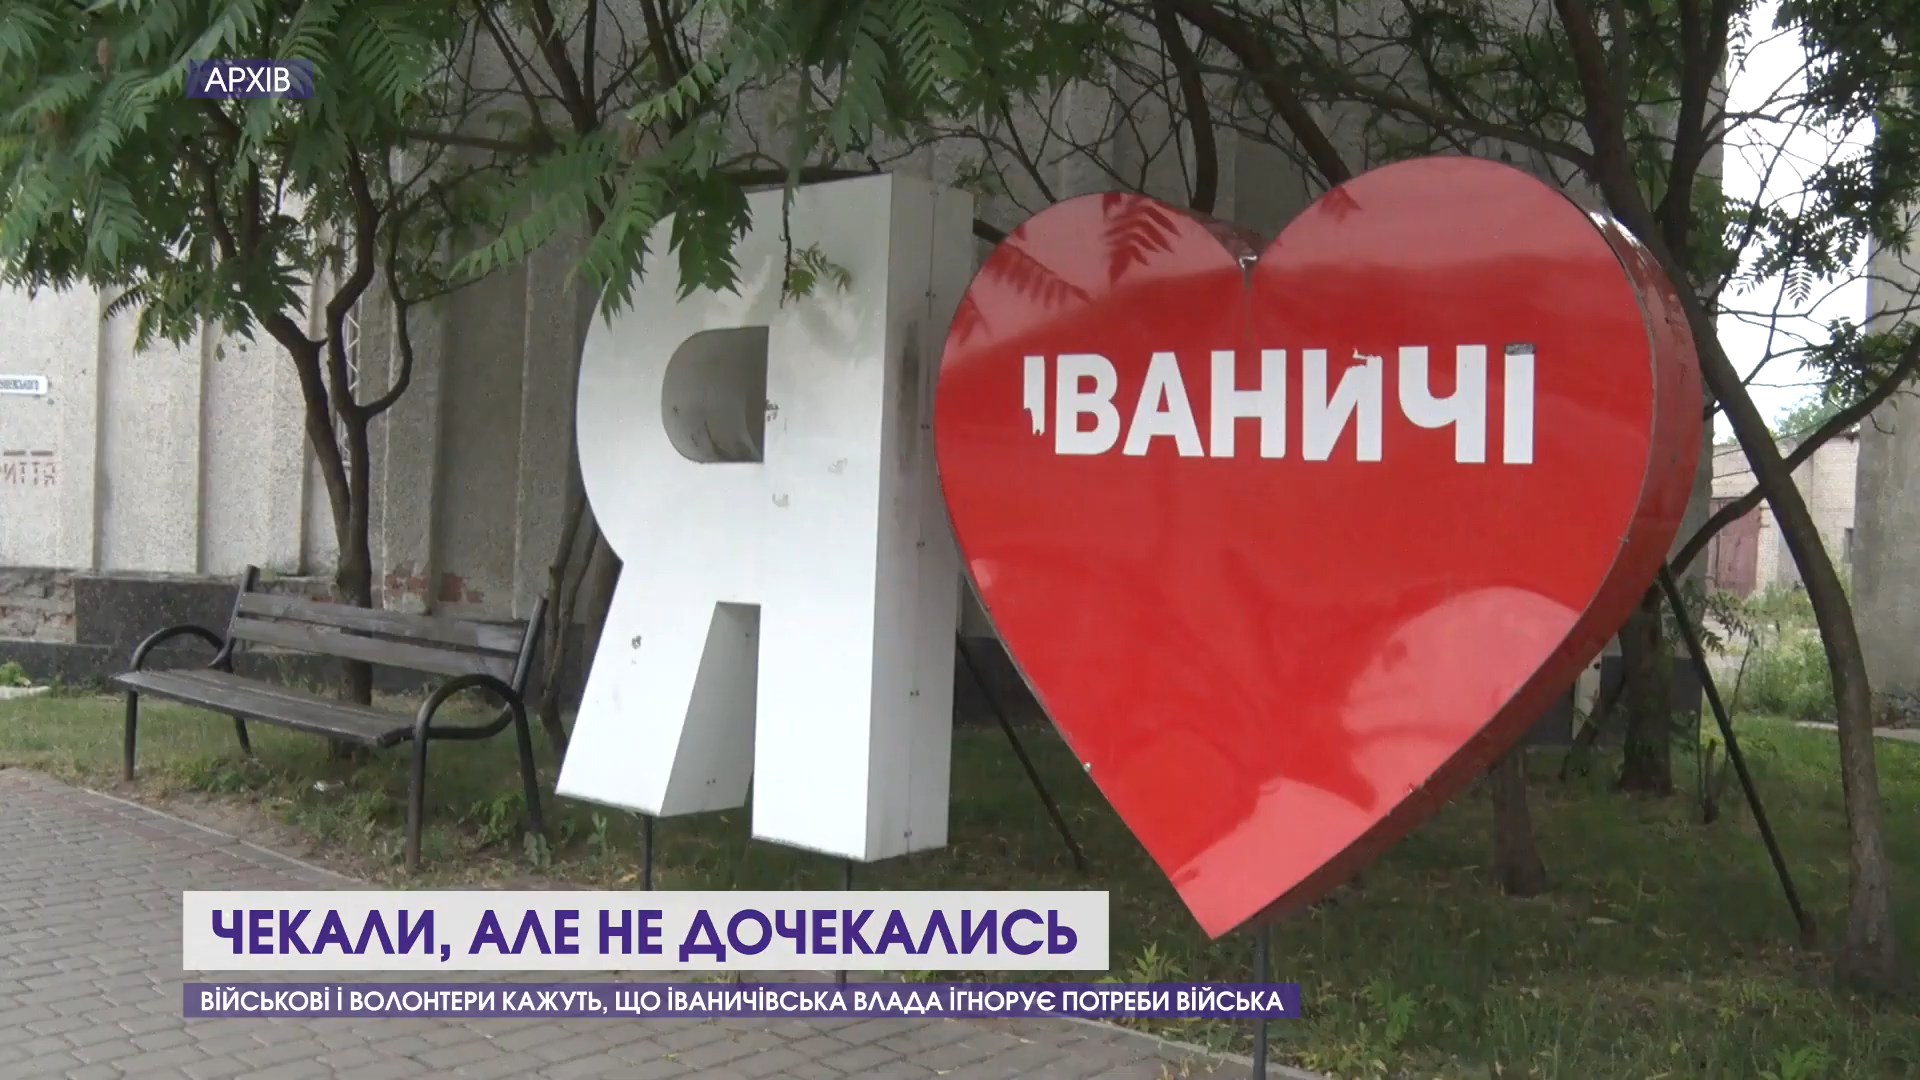 АРХІВ
Я
ІВАНИЧІ
ЧЕКАЛИ, АЛЕ НЕ ДОЧЕКАЛИСЬ
ВІЙСЬКОВІ І ВОЛОНТЕРИ КАЖУТЬ, ЩО ІВАНИЧІВСЬКА ВЛАДА ІГНОРУЄ ПОТРЕБИ ВІЙСЬКА